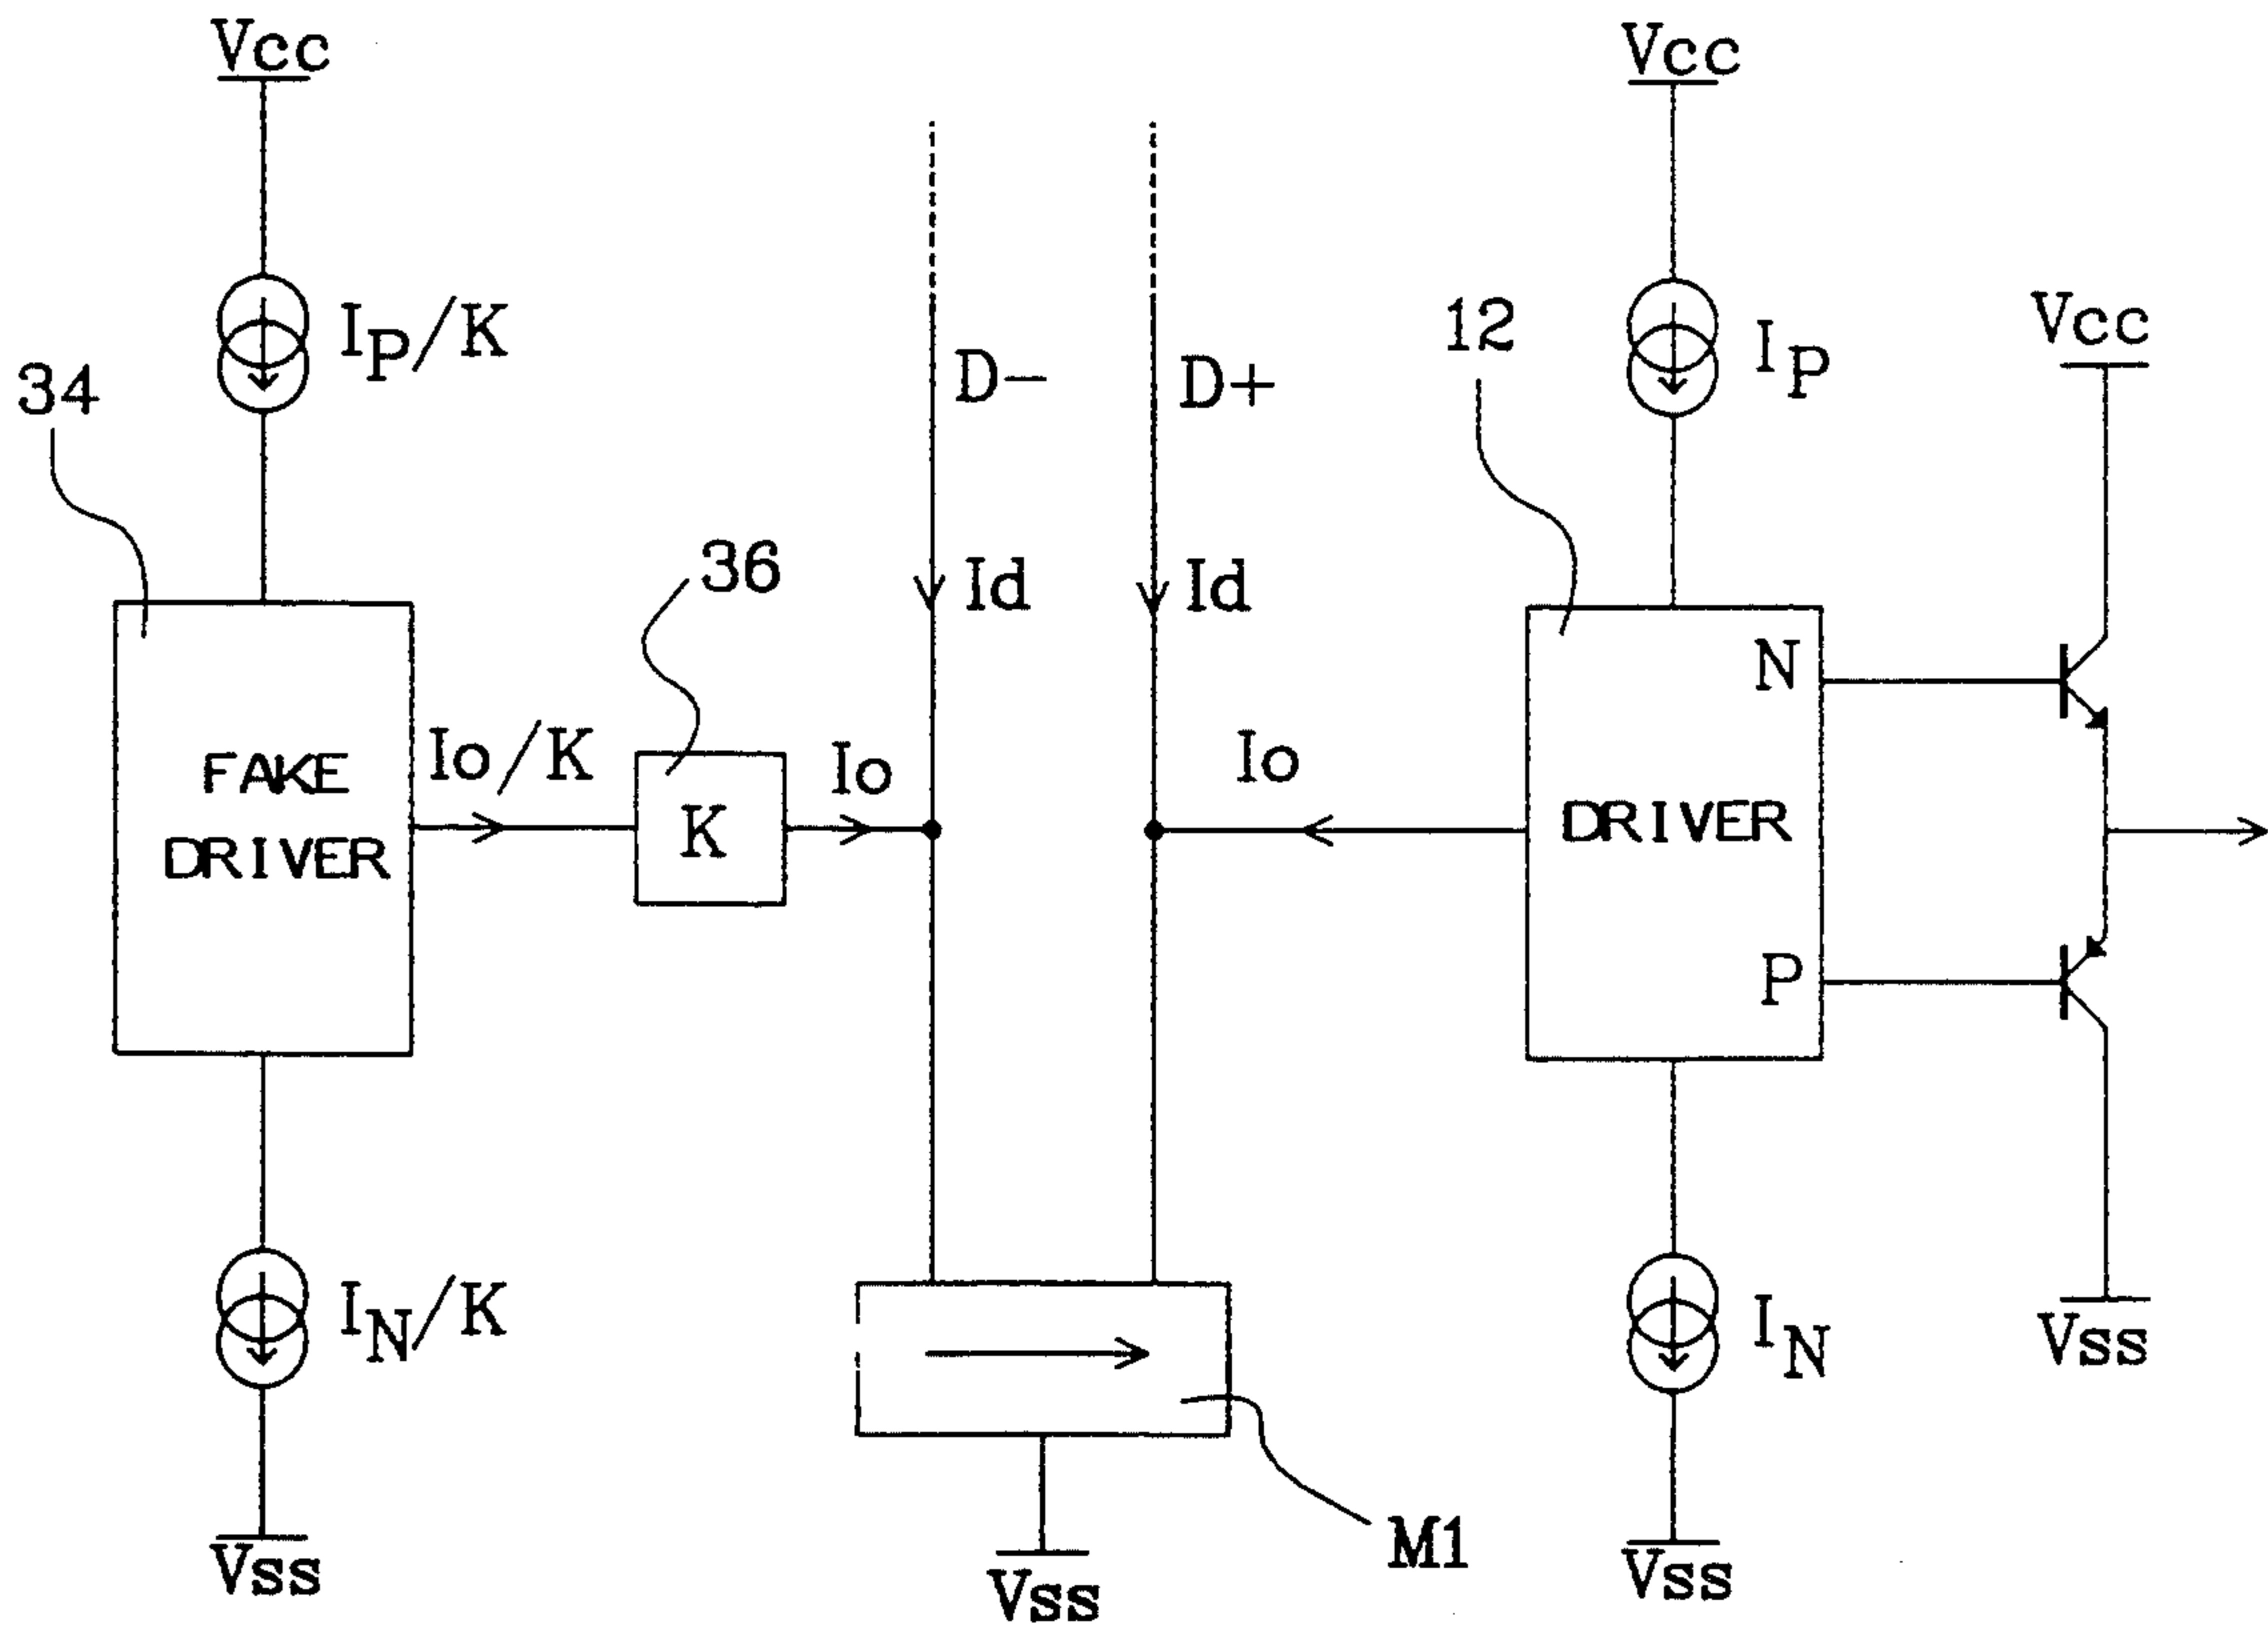 Vcc
Vcc
Vcc
12
IP/K
IP
34
D-
D+
36
Id
Id
N
Io/K
Io
Io
FAKE
DRIVER
K
DRIVER
P
IN/K
IN
Vss
M1
Vss
Vss
Vss